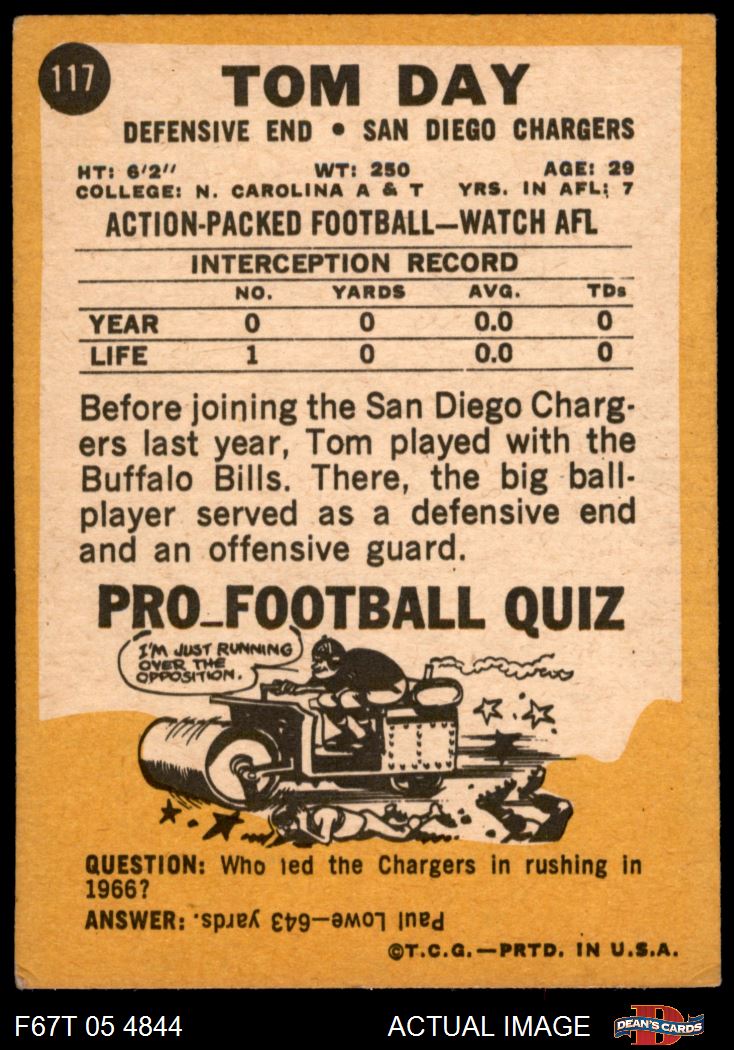 117
TOM DAY
DEFENSIVE END • SAN DIEGO CHARGERS
HT: 6'2" WT: 250 AGE: 29
COLLEGE: N. CAROLINA A & T YRS. IN AFL: 7
ACTION-PACKED FOOTBALL—WATCH AFL
INTERCEPTION RECORD
NO. YARDS AVG. TDs
YEAR 0 0 0.0 0
LIFE 1 0 0.0 0
Before joining the San Diego Charg-
ers last year, Tom played with the
Buffalo Bills. There, the big ball-
player served as a defensive end
and an offensive guard.
PRO-FOOTBALL QUIZ
I'M JUST RUNNING
OVER THE
OPPOSITION.
QUESTION: Who led the Chargers in rushing in
1966?
ANSWER: Paul Lowe—643 yards.
©T.C.G.—PRTD. IN U.S.A.
F67T 05 4844 ACTUAL IMAGE DEAN'S CARDS